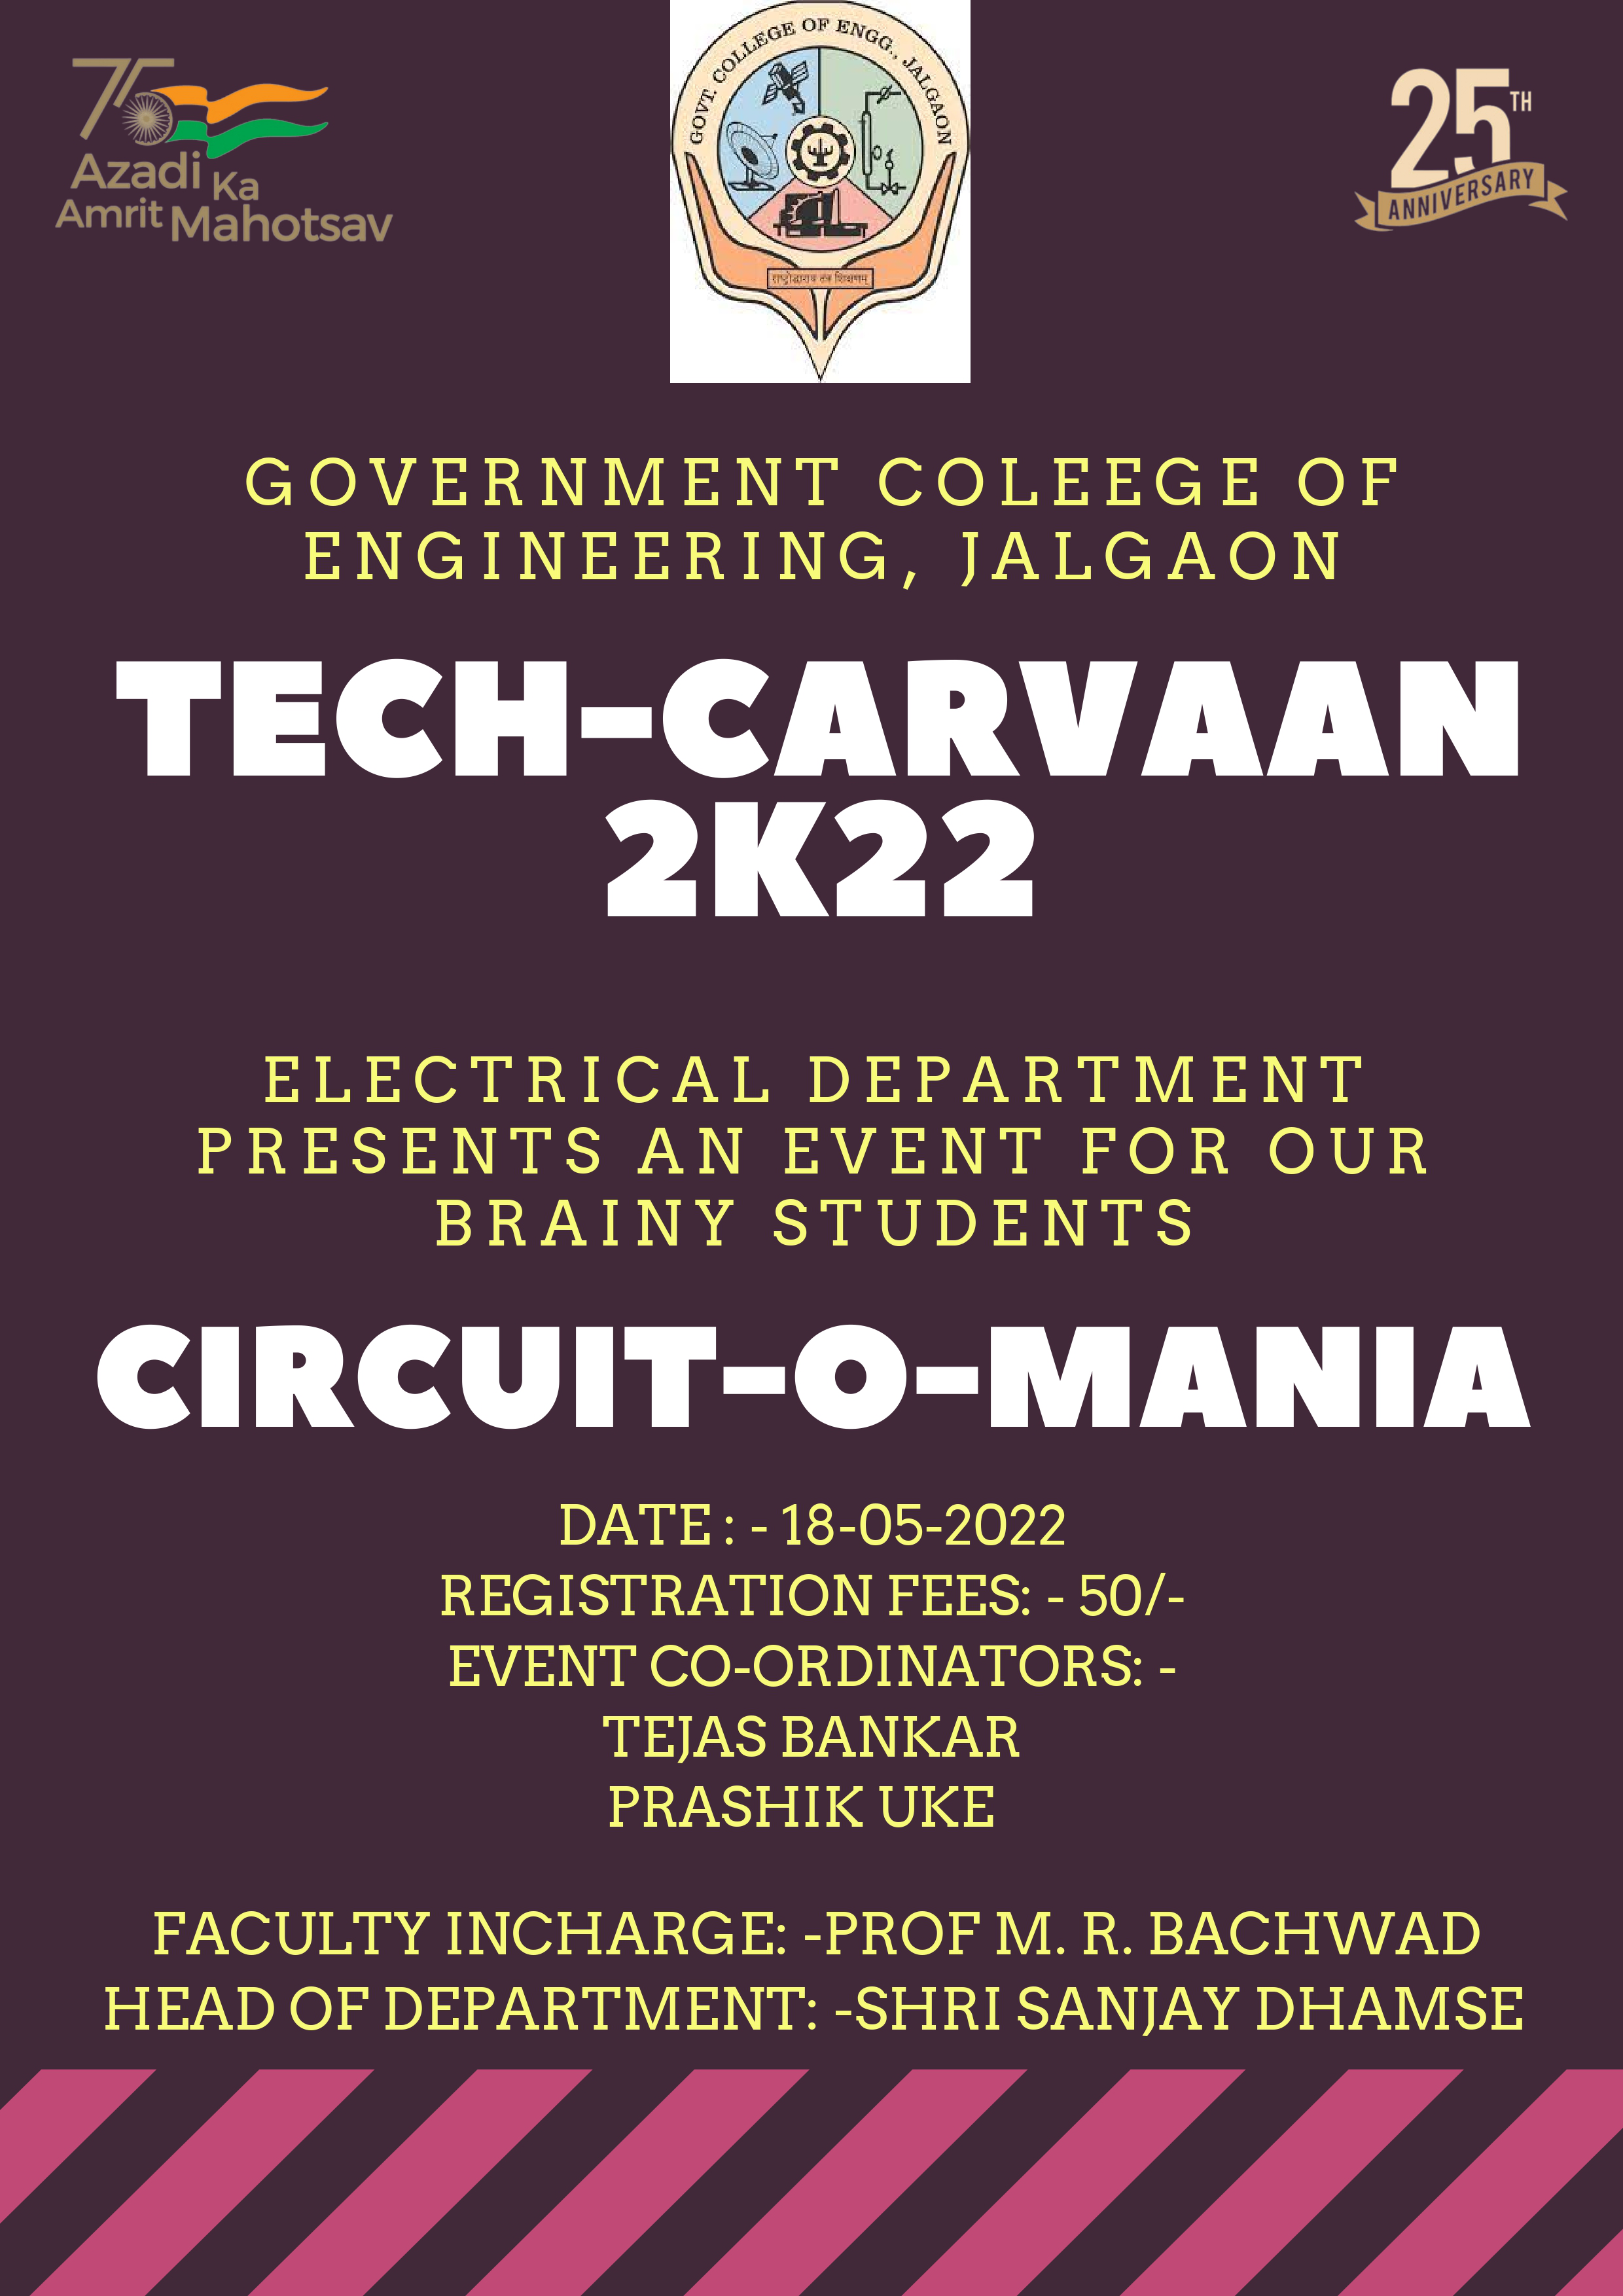 75
Azadi Ka
Amrit Mahotsav
GOVT. COLLEGE OF ENGG., JALGAON
राष्ट्रोद्धाराय तंत्र शिक्षणम्
25TH
ANNIVERSARY
GOVERNMENT COLEEGE OF
ENGINEERING, JALGAON
TECH-CARVAAN
2K22
ELECTRICAL DEPARTMENT
PRESENTS AN EVENT FOR OUR
BRAINY STUDENTS
CIRCUIT-O-MANIA
DATE : - 18-05-2022
REGISTRATION FEES: - 50/-
EVENT CO-ORDINATORS: -
TEJAS BANKAR
PRASHIK UKE
FACULTY INCHARGE: -PROF M. R. BACHWAD
HEAD OF DEPARTMENT: -SHRI SANJAY DHAMSE